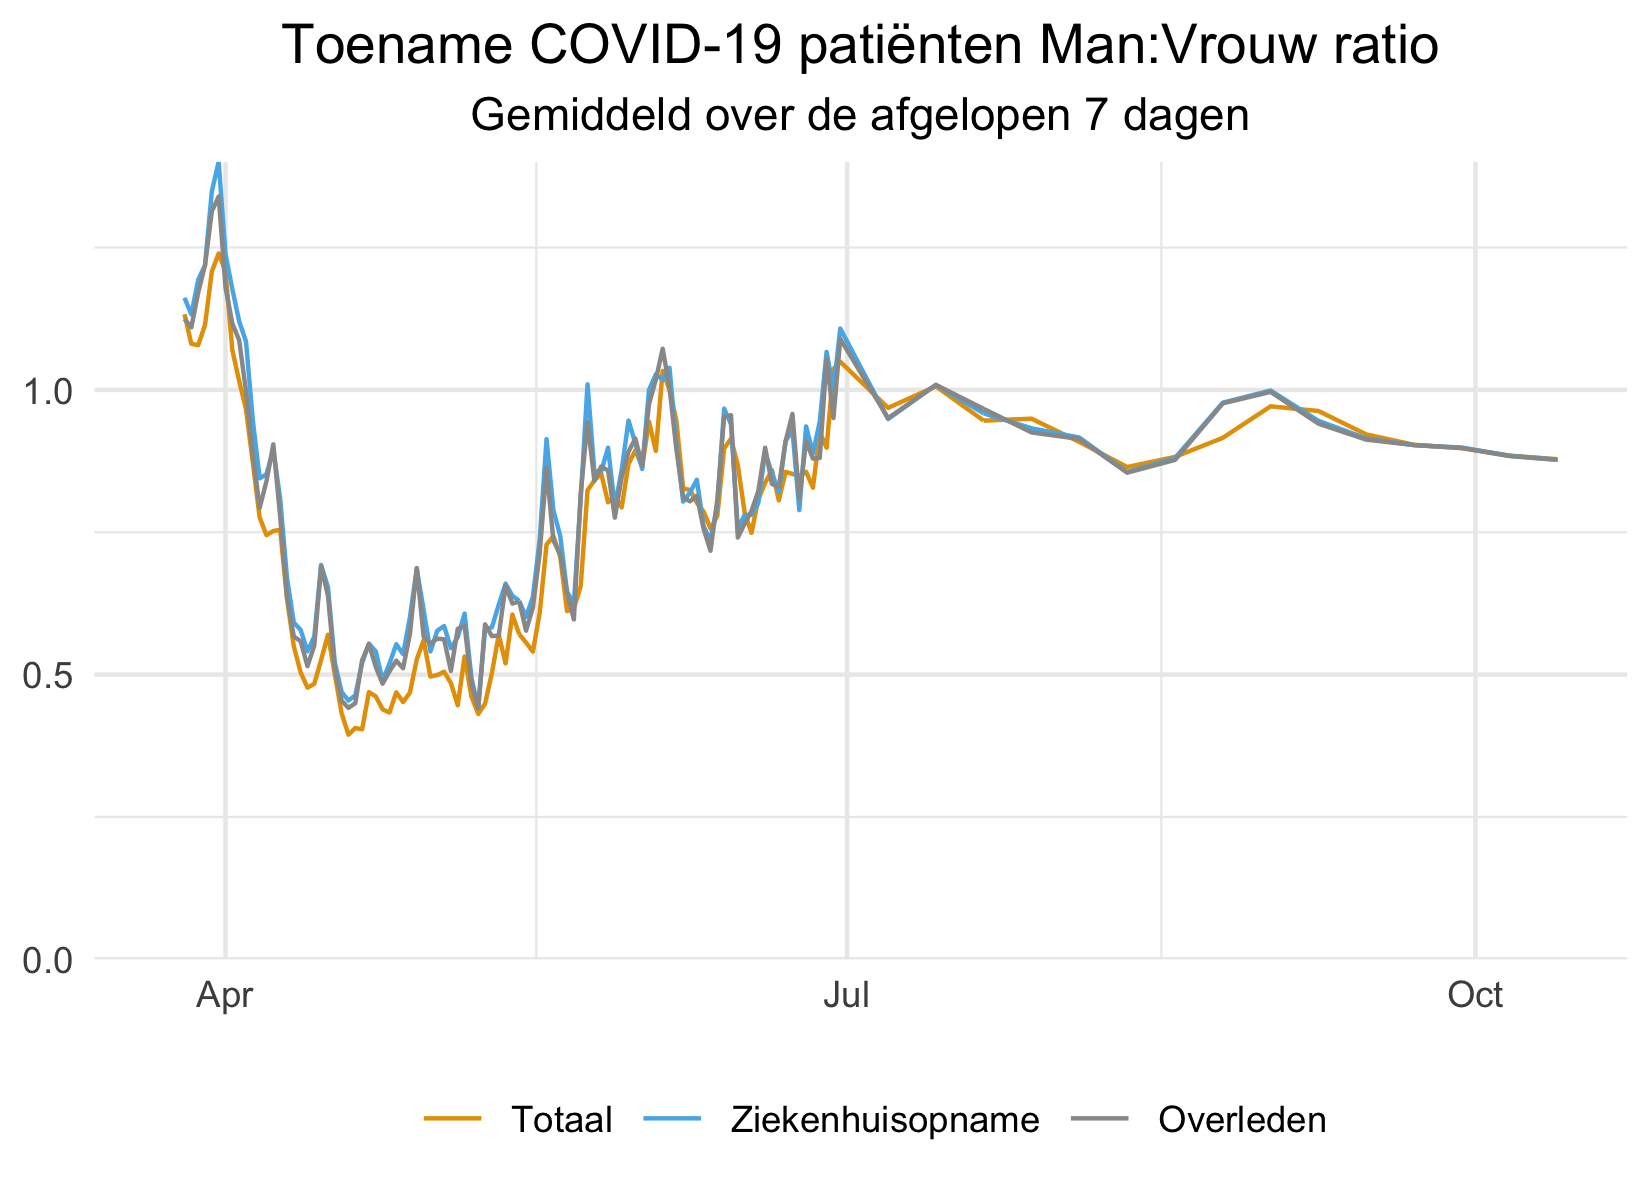 Toename COVID-19 patiënten Man:Vrouw ratio
Gemiddeld over de afgelopen 7 dagen
1.0
0.5
0.0
Apr Jul Oct
Totaal Ziekenhuisopname Overleden